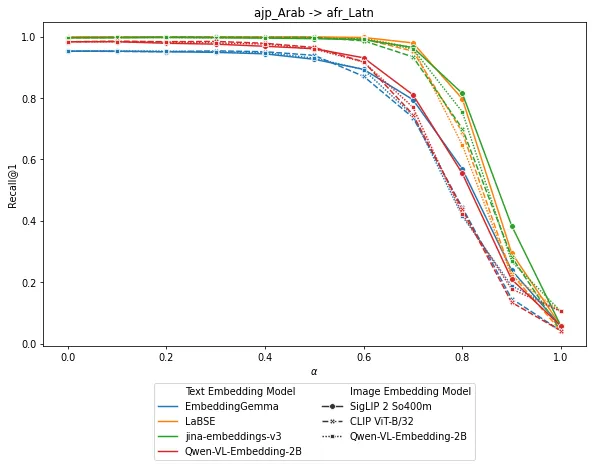 ajp_Arab -> afr_Latn
Recall@1
1.0
0.8
0.6
0.4
0.2
0.0
0.0 0.2 0.4 0.6 0.8 1.0
α
Text Embedding Model Image Embedding Model
EmbeddingGemma SigLIP 2 So400m
LaBSE CLIP ViT-B/32
jina-embeddings-v3 Qwen-VL-Embedding-2B
Qwen-VL-Embedding-2B